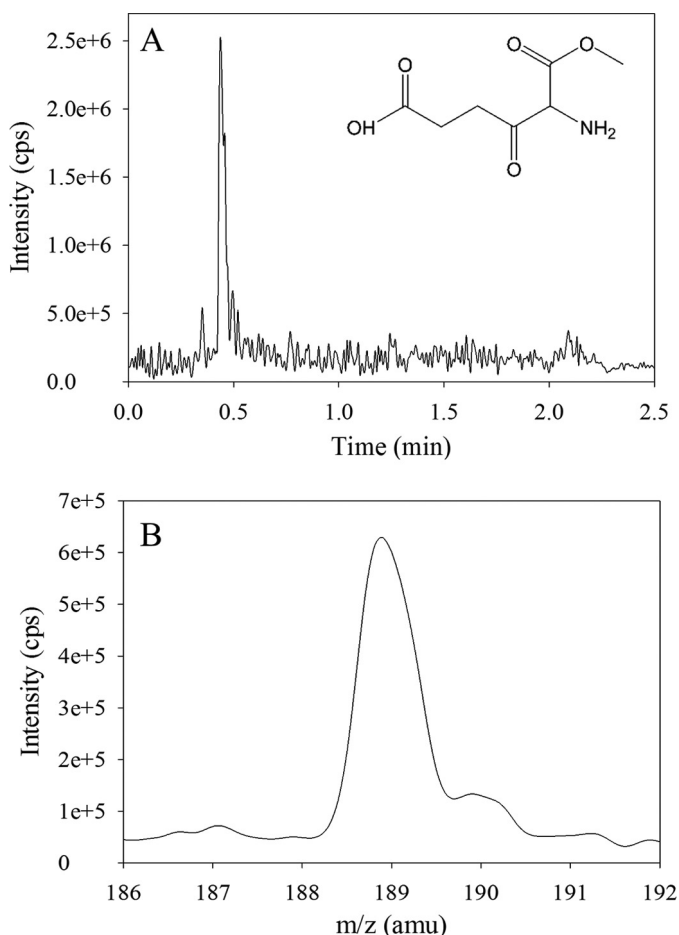 A
Intensity (cps)
2.5e+6
2.0e+6
1.5e+6
1.0e+6
5.0e+5
0.0
O
O
O
OH
NH2
O
0.0 0.5 1.0 1.5 2.0 2.5
Time (min)
B
Intensity (cps)
7e+5
6e+5
5e+5
4e+5
3e+5
2e+5
1e+5
0
186 187 188 189 190 191 192
m/z (amu)